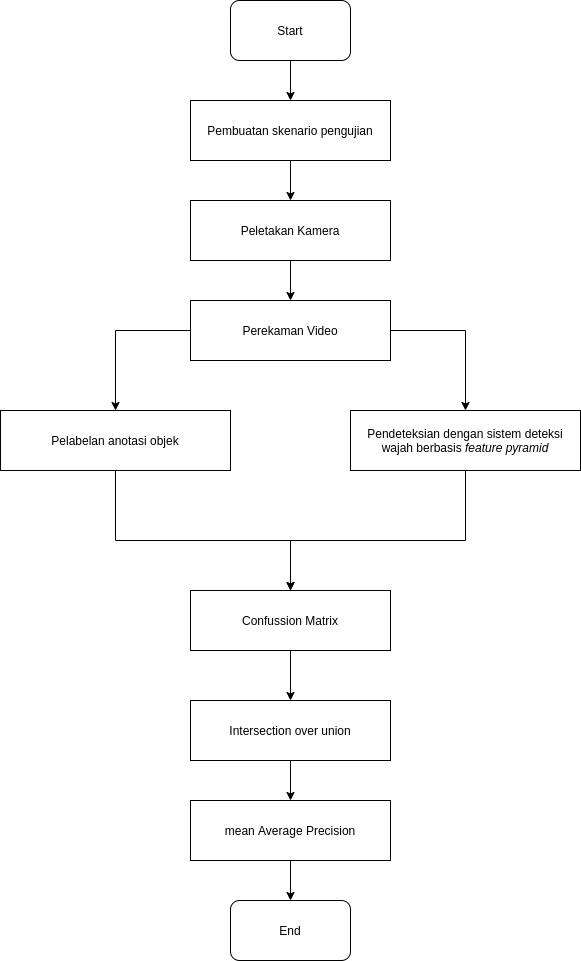 Start
Pembuatan skenario pengujian
Peletakan Kamera
Perekaman Video
Pelabelan anotasi objek
Pendeteksian dengan sistem deteksi
wajah berbasis feature pyramid
Confussion Matrix
Intersection over union
mean Average Precision
End